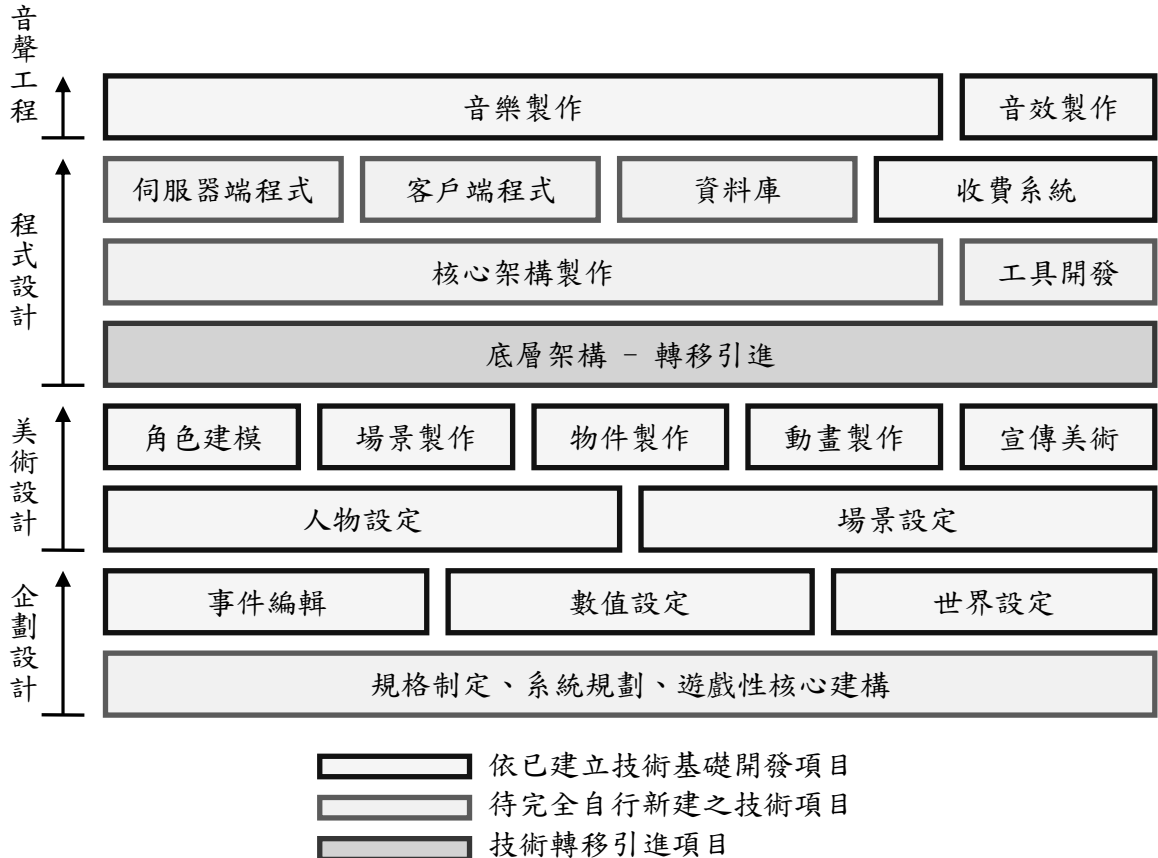 音聲工程
音樂製作
音效製作
程式設計
伺服器端程式
客戶端程式
資料庫
收費系統
核心架構製作
工具開發
底層架構 - 轉移引進
美術設計
角色建模
場景製作
物件製作
動畫製作
宣傳美術
人物設定
場景設定
企劃設計
事件編輯
數值設定
世界設定
規格制定、系統規劃、遊戲性核心建構
依已建立技術基礎開發項目
待完全自行新建之技術項目
技術轉移引進項目